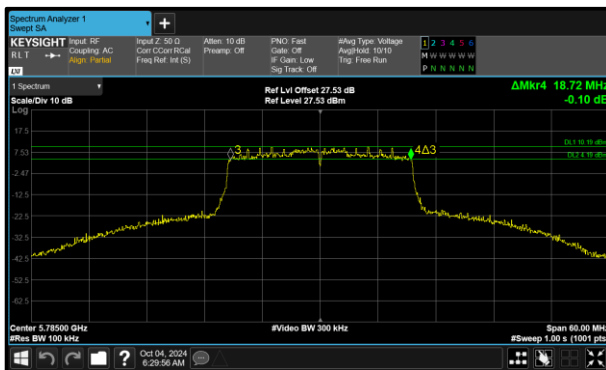 Spectrum Analyzer 1
Swept SA
KEYSIGHT
RLT
LXI
Input: RF
Coupling: AC
Align: Partial
Input Z: 50 Ω
Corr CCorr RCal
Freq Ref: Int (S)
Atten: 10 dB
Preamp: Off
PNO: Fast
Gate: Off
IF Gain: Low
Sig Track: Off
#Avg Type: Voltage
Avg|Hold: 10/10
Trig: Free Run
1 2 3 4 5 6
M W W W W W
P N N N N N
1 Spectrum
Scale/Div 10 dB
Ref Lvl Offset 27.53 dB
Ref Level 27.53 dBm
ΔMkr4 18.72 MHz
-0.10 dB
Log
17.5
DL1 10.19 dBm
7.53
3
4Δ3
DL2 4.19 dBm
-2.47
-12.5
-22.5
-32.5
-42.5
-52.5
-62.5
Center 5.78500 GHz
#Video BW 300 kHz
Span 60.00 MHz
#Res BW 100 kHz
#Sweep 1.00 s (1001 pts)
?
Oct 04, 2024
6:29:56 AM